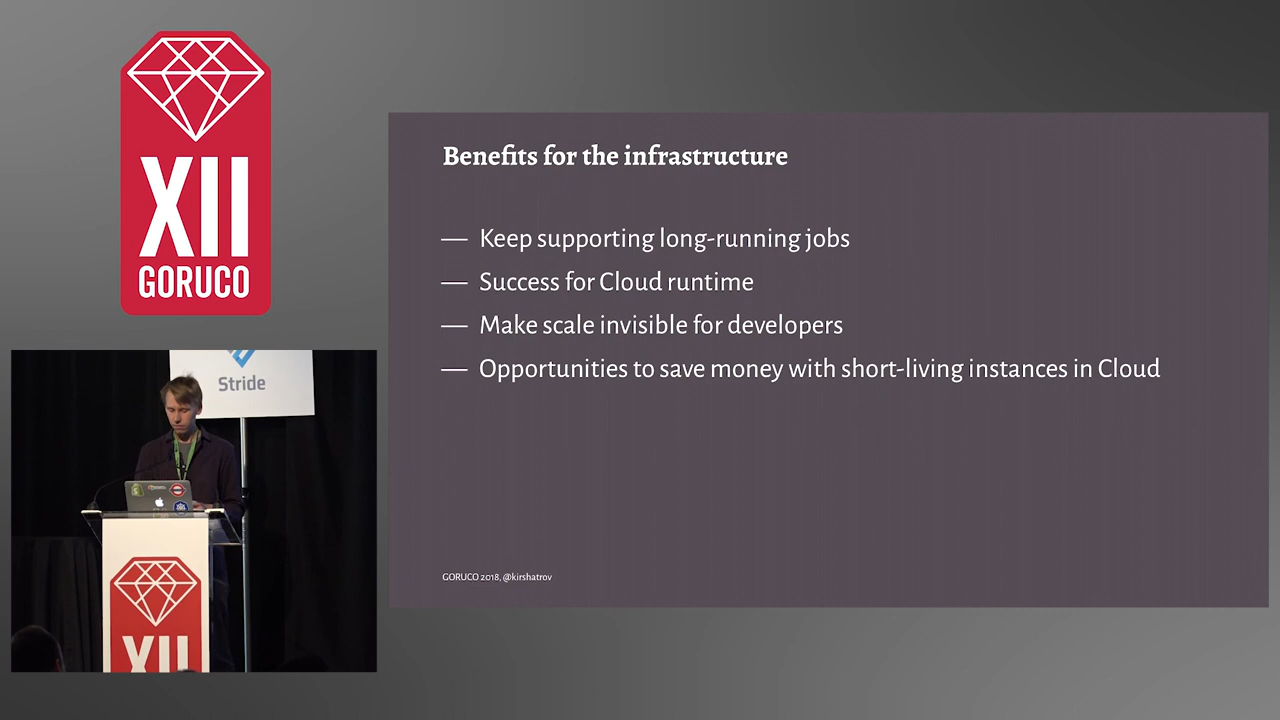 XII
GORUCO
Stride
XII
Benefits for the infrastructure
— Keep supporting long-running jobs
— Success for Cloud runtime
— Make scale invisible for developers
— Opportunities to save money with short-living instances in Cloud
GORUCO 2018, @kirshatrov